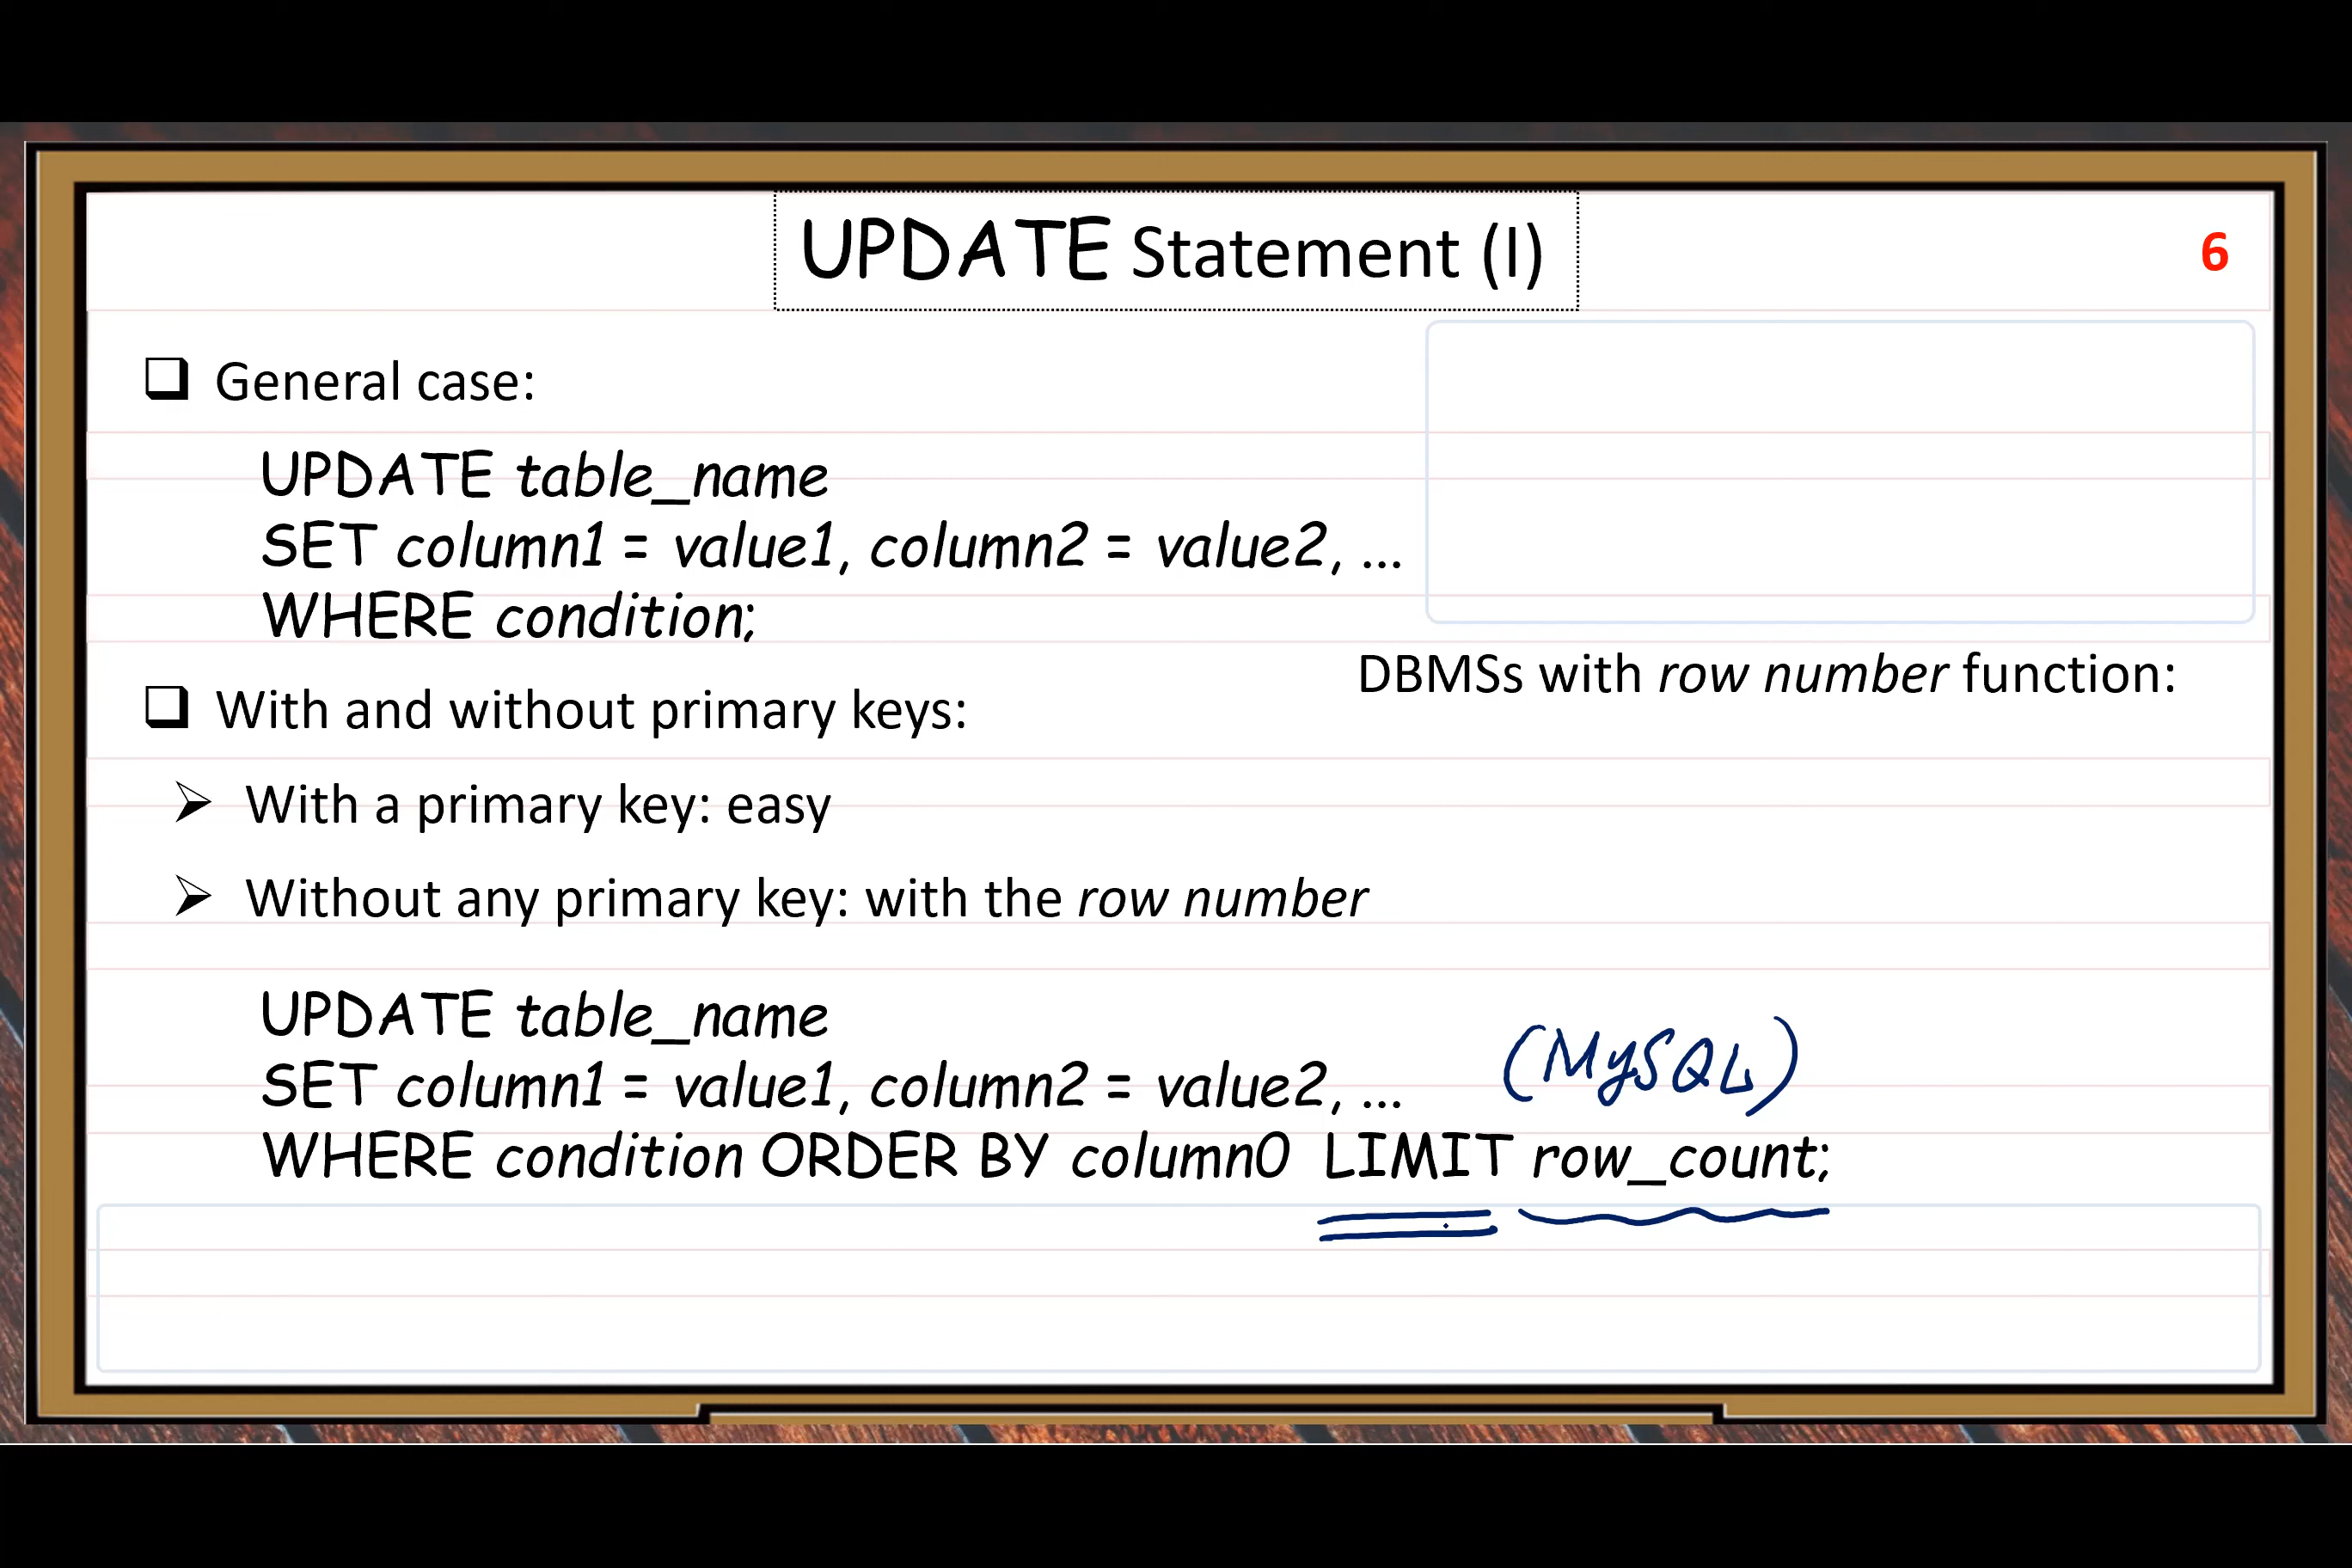 UPDATE Statement (I)
6
General case:
UPDATE table_name
SET column1 = value1, column2 = value2, ...
WHERE condition;
DBMSs with row number function:
With and without primary keys:
With a primary key: easy
Without any primary key: with the row number
UPDATE table_name
(MySQL)
SET column1 = value1, column2 = value2, ...
WHERE condition ORDER BY column0 LIMIT row_count;